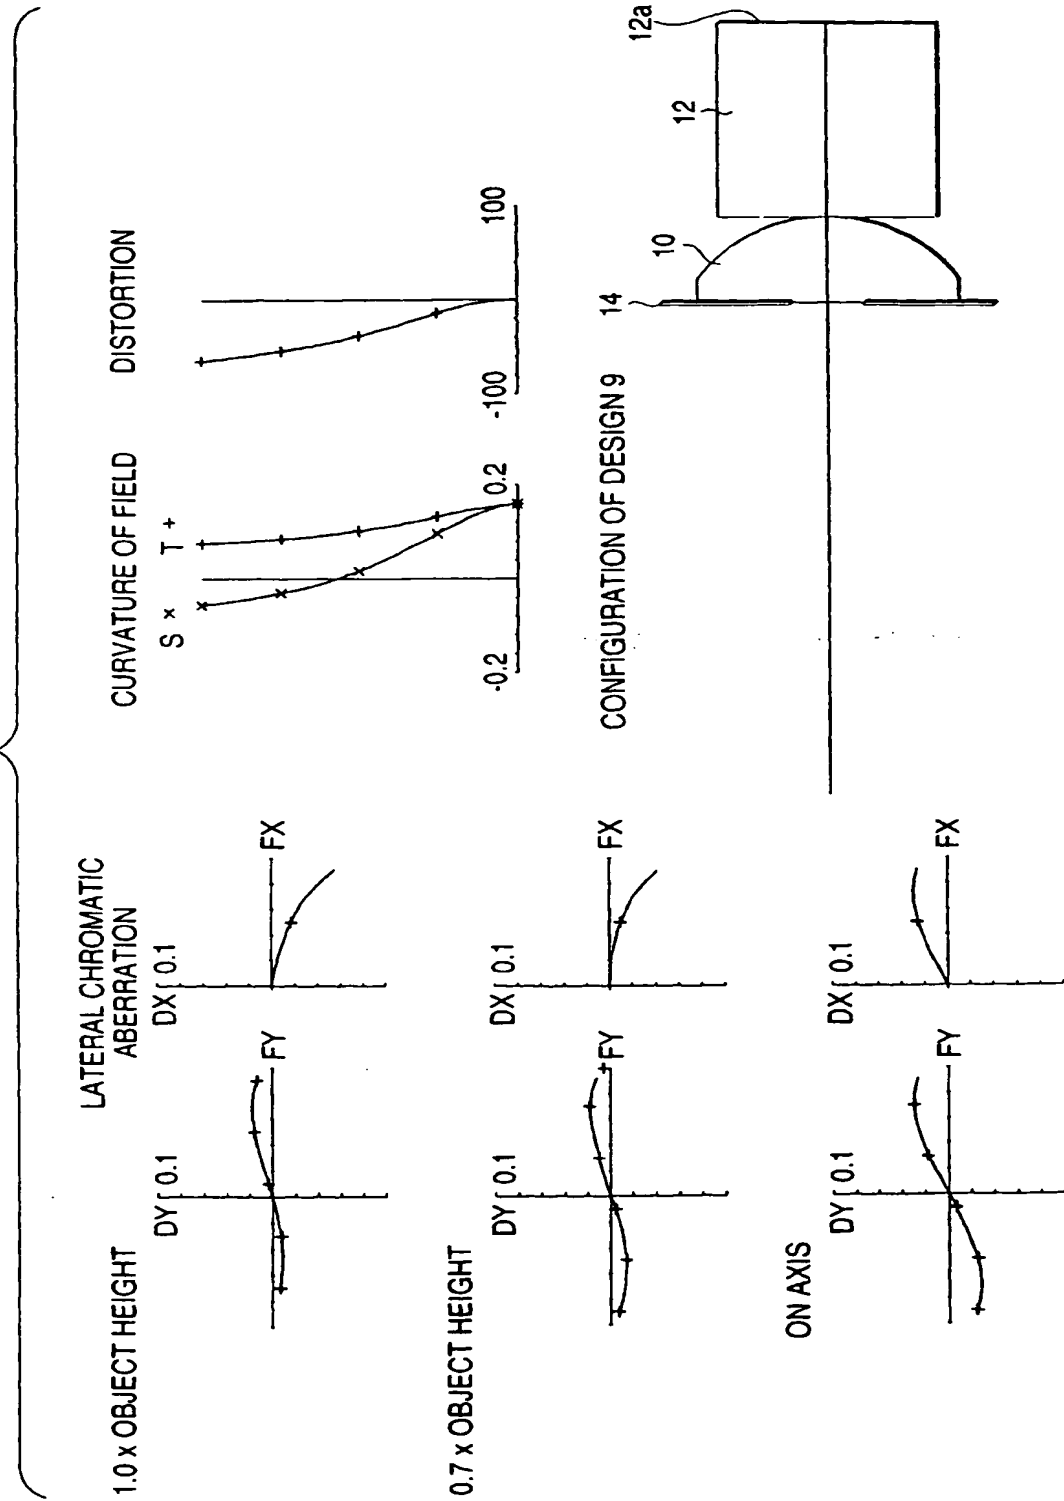 LATERAL CHROMATIC
ABERRATION
1.0 x OBJECT HEIGHT
DY 0.1
FY
DX 0.1
FX
0.7 x OBJECT HEIGHT
DY 0.1
FY
DX 0.1
FX
ON AXIS
DY 0.1
FY
DX 0.1
FX
CURVATURE OF FIELD
S × T +
-0.2 0.2
DISTORTION
-100 100
CONFIGURATION OF DESIGN 9
14
10
12
12a